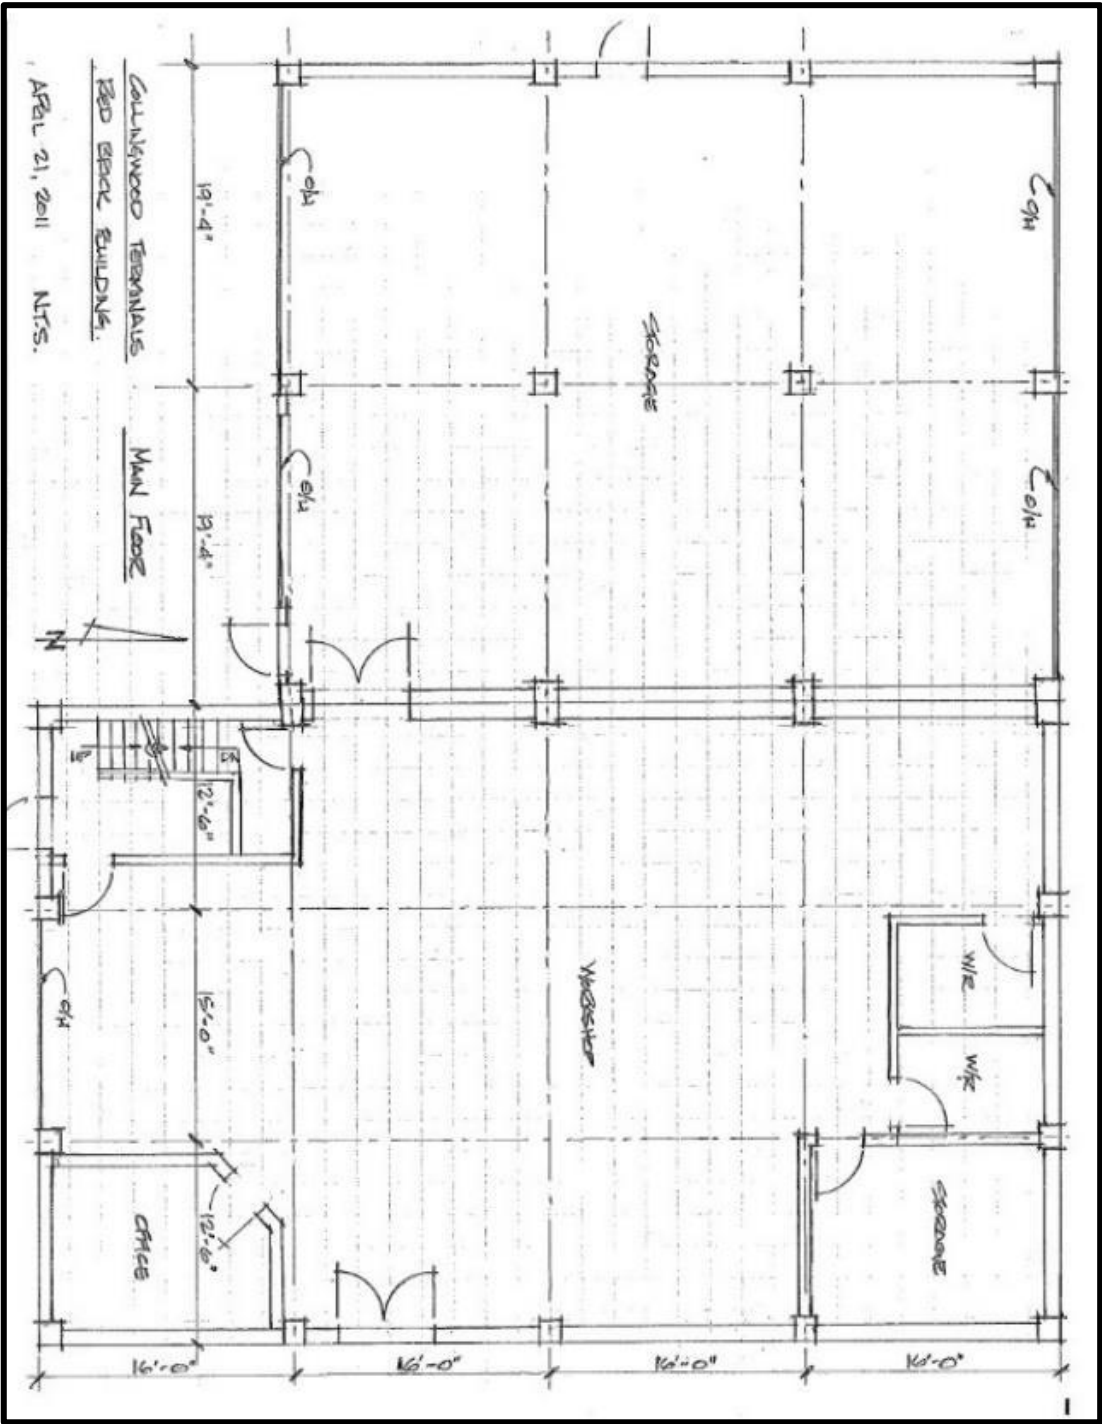 COLLINGWOOD TERMINALS
RED BRICK BUILDING.
APRIL 21, 2011 N.T.S.
MAIN FLOOR
N
19'-4"
19'-4"
12'-6"
15'-0"
12'-6"
O/H
O/H
O/H
O/H
STORAGE
UP
DN
O/H
WORKSHOP
W/R
W/R
STORAGE
OFFICE
16'-0"
16'-0"
16'-0"
16'-0"